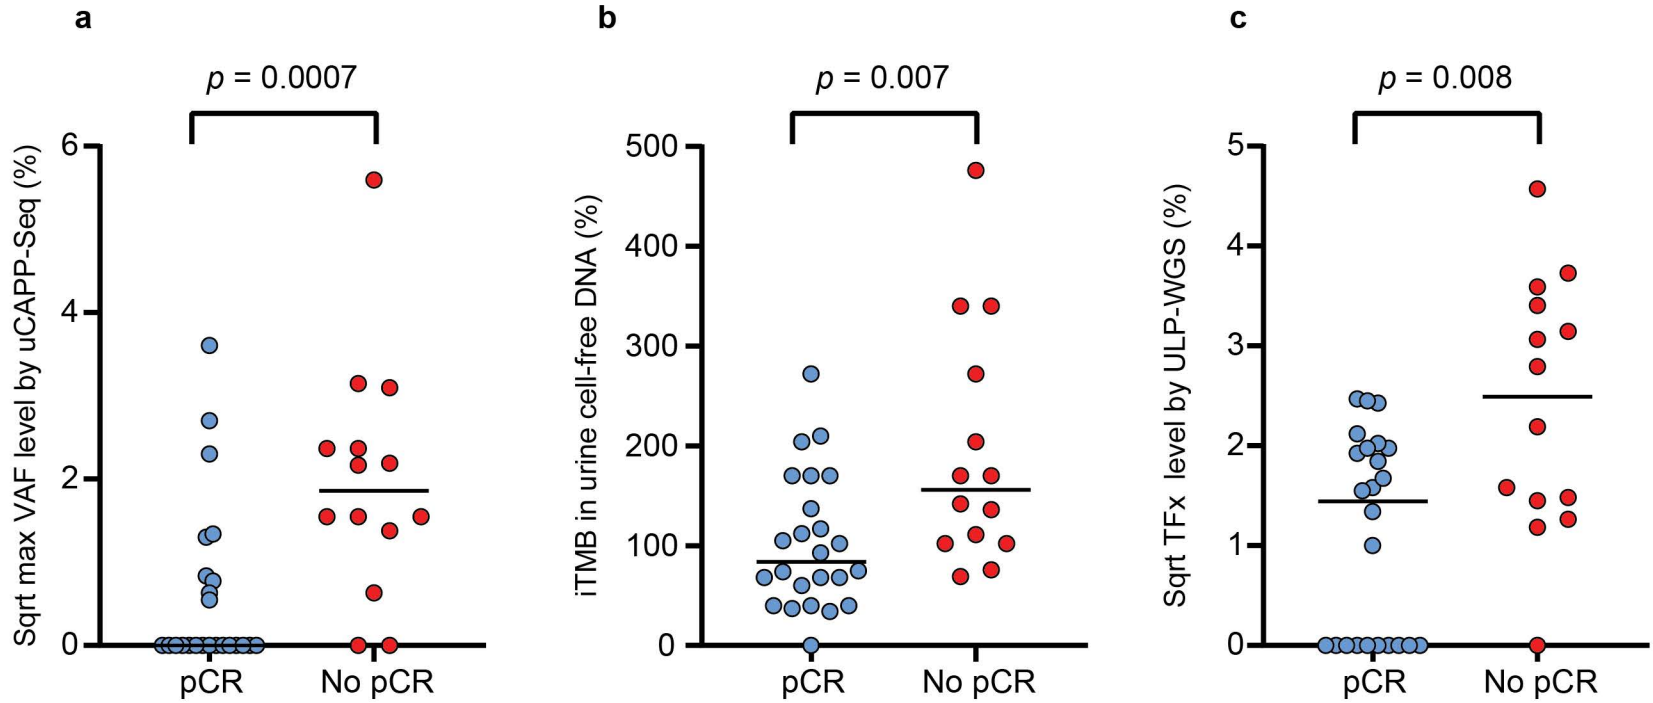 a
p = 0.0007
Sqrt max VAF level by uCAPP-Seq (%)
6
4
2
0
pCR
No pCR
b
p = 0.007
iTMB in urine cell-free DNA (%)
500
400
300
200
100
0
pCR
No pCR
c
p = 0.008
Sqrt TFx level by ULP-WGS (%)
5
4
3
2
1
0
pCR
No pCR